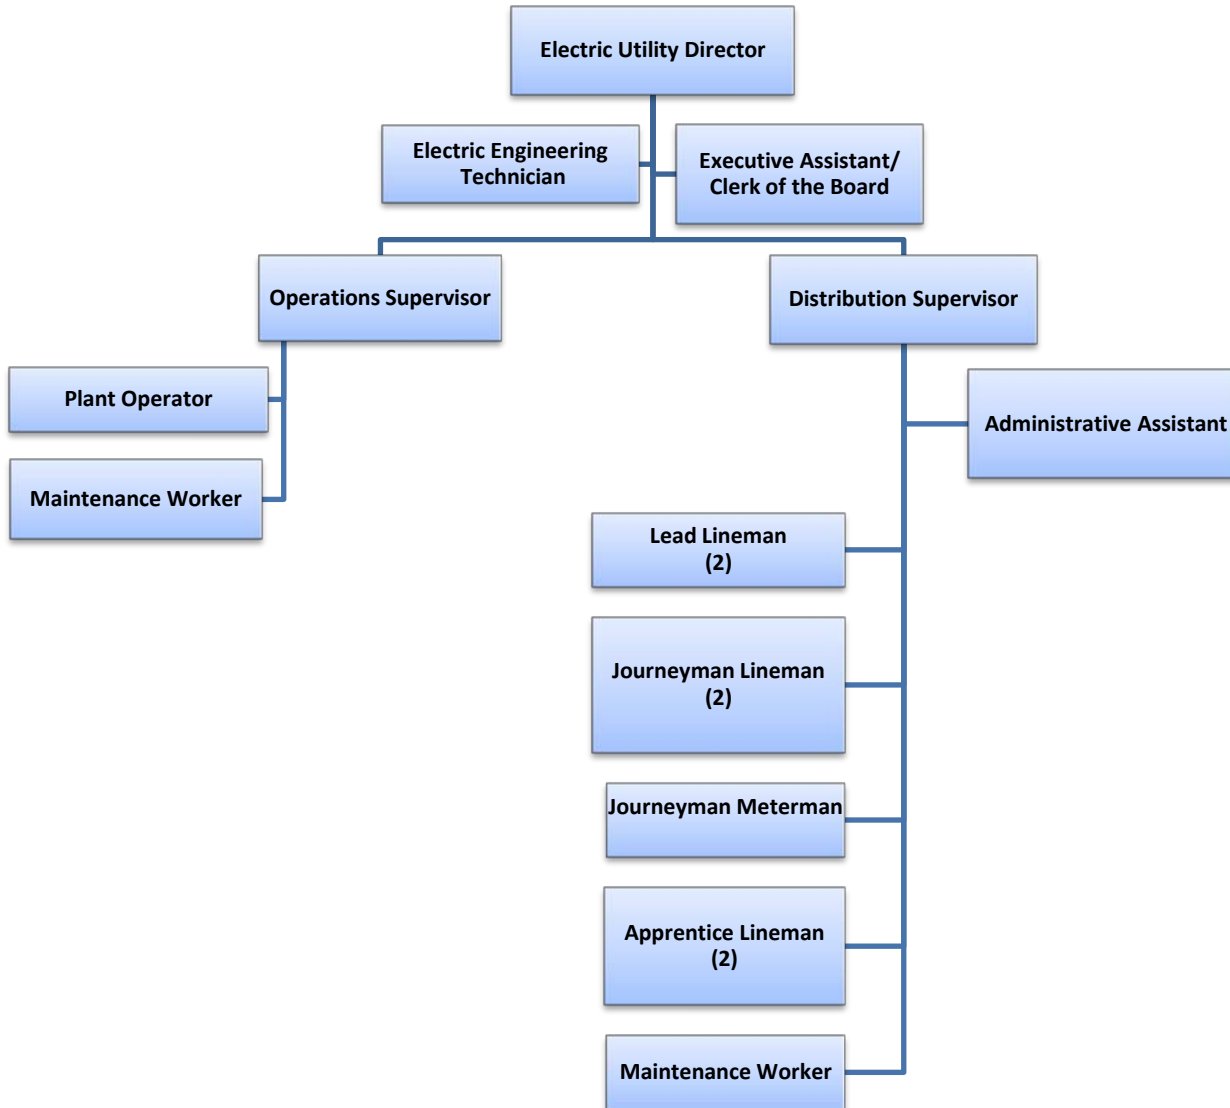 Electric Utility Director
Electric Engineering
Technician
Executive Assistant/
Clerk of the Board
Operations Supervisor
Distribution Supervisor
Plant Operator
Administrative Assistant
Maintenance Worker
Lead Lineman
(2)
Journeyman Lineman
(2)
Journeyman Meterman
Apprentice Lineman
(2)
Maintenance Worker